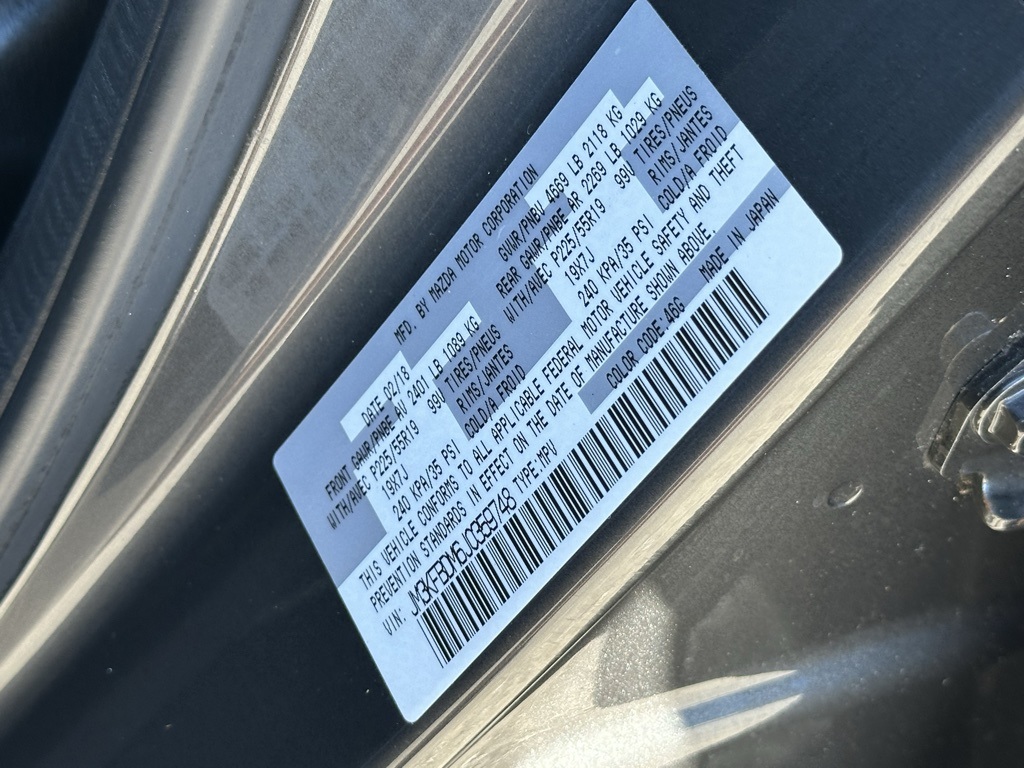 MFD. BY MAZDA MOTOR CORPORATION
DATE 02/18 GVWR/PNBV 4669 LB 2118 KG
FRONT GAWR/PNBE AV 2401 LB 1089 KG REAR GAWR/PNBE AR 2269 LB 1029 KG
WITH/AVEC P225/55R19 99V TIRES/PNEUS WITH/AVEC P225/55R19 99V TIRES/PNEUS
19X7J RIMS/JANTES 19X7J RIMS/JANTES
240 KPA/35 PSI COLD/A FROID 240 KPA/35 PSI COLD/A FROID
THIS VEHICLE CONFORMS TO ALL APPLICABLE FEDERAL MOTOR VEHICLE SAFETY AND THEFT
PREVENTION STANDARDS IN EFFECT ON THE DATE OF MANUFACTURE SHOWN ABOVE.
VIN: JM3KFBDM6J0359748 TYPE:MPV COLOR CODE:46G MADE IN JAPAN